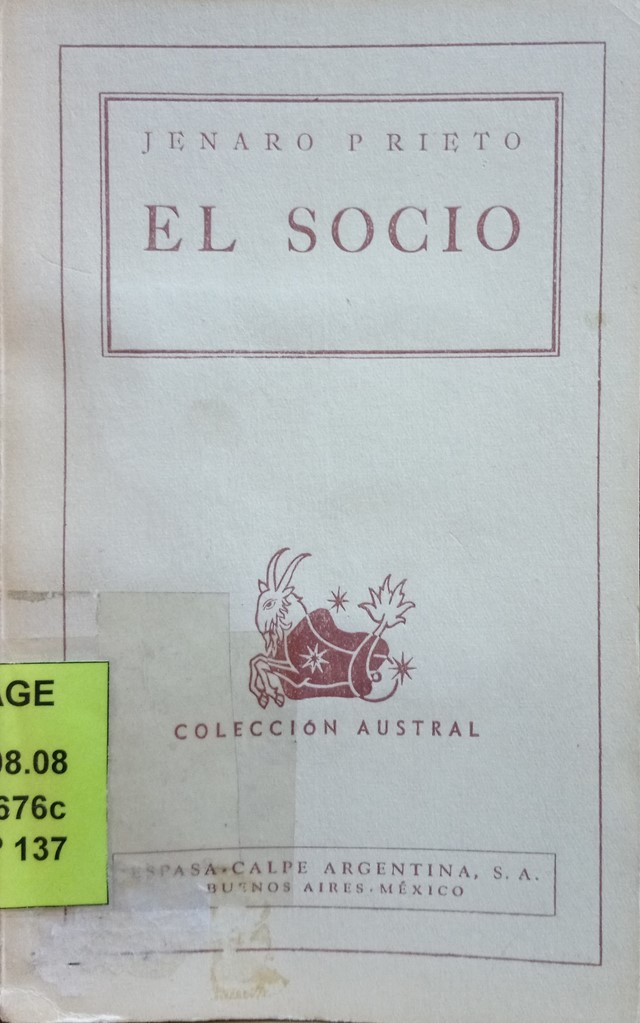 JENARO PRIETO
EL SOCIO
COLECCIÓN AUSTRAL
AGE
08.08
676c
137
ESPASA-CALPE ARGENTINA, S. A.
BUENOS AIRES - MÉXICO